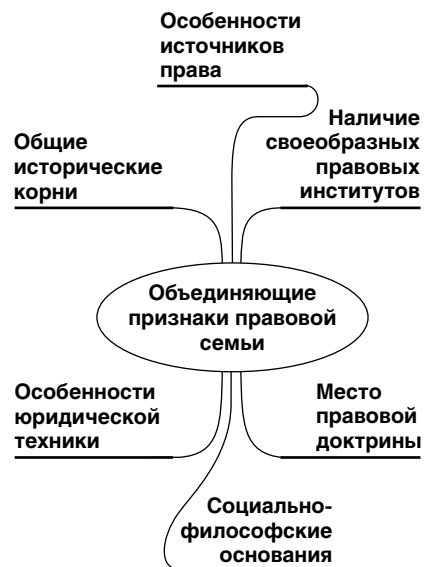 Особенности
источников
права
Общие
исторические
корни
Наличие
своеобразных
правовых
институтов
Объединяющие
признаки правовой
семьи
Особенности
юридической
техники
Место
правовой
доктрины
Социально-
философские
основания